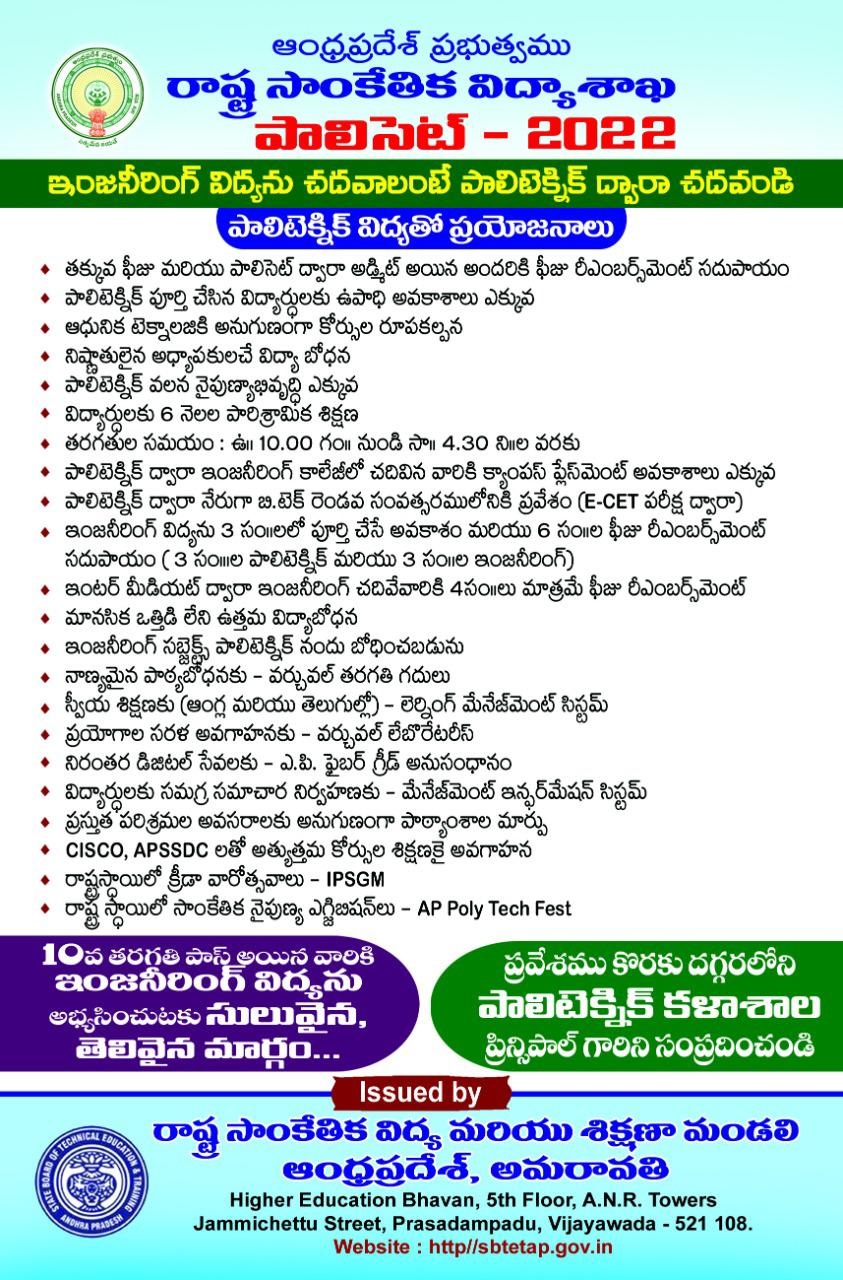 ఆంధ్రప్రదేశ్ ప్రభుత్వము
రాష్ట్ర సాంకేతిక విద్యాశాఖ
పాలిసెట్ - 2022
ఇంజనీరింగ్ విద్యను చదవాలంటే పాలిటెక్నిక్ ద్వారా చదవండి
పాలిటెక్నిక్ విద్యతో ప్రయోజనాలు
తక్కువ ఫీజు మరియు పాలిసెట్ ద్వారా అడ్మిట్ అయిన అందరికి ఫీజు రీఎంబర్స్‌మెంట్ సదుపాయం
పాలిటెక్నిక్ పూర్తి చేసిన విద్యార్థులకు ఉపాధి అవకాశాలు ఎక్కువ
ఆధునిక టెక్నాలజికి అనుగుణంగా కోర్సుల రూపకల్పన
నిష్ణాతులైన అధ్యాపకులచే విద్యా బోధన
పాలిటెక్నిక్ వలన నైపుణ్యాభివృద్ధి ఎక్కువ
విద్యార్ధులకు 6 నెలల పారిశ్రామిక శిక్షణ
తరగతుల సమయం : ఉ॥ 10.00 గం॥ నుండి సా॥ 4.30 ని॥ల వరకు
పాలిటెక్నిక్ ద్వారా ఇంజనీరింగ్ కాలేజీలో చదివిన వారికి క్యాంపస్ ప్లేస్‌మెంట్ అవకాశాలు ఎక్కువ
పాలిటెక్నిక్ ద్వారా నేరుగా బి.టెక్ రెండవ సంవత్సరములోనికి ప్రవేశం (E-CET పరీక్ష ద్వారా)
ఇంజనీరింగ్ విద్యను 3 సం॥లలో పూర్తి చేసే అవకాశం మరియు 6 సం॥ల ఫీజు రీఎంబర్స్‌మెంట్
సదుపాయం ( 3 సం॥ల పాలిటెక్నిక్ మరియు 3 సం॥ల ఇంజనీరింగ్)
ఇంటర్ మీడియట్ ద్వారా ఇంజనీరింగ్ చదివేవారికి 4సం॥లు మాత్రమే ఫీజు రీఎంబర్స్‌మెంట్
మానసిక ఒత్తిడి లేని ఉత్తమ విద్యాబోధన
ఇంజనీరింగ్ సబ్జెక్ట్స్ పాలిటెక్నిక్ నందు బోధించబడును
నాణ్యమైన పాఠ్యబోధనకు - వర్చువల్ తరగతి గదులు
స్వీయ శిక్షణకు (ఆంగ్ల మరియు తెలుగుల్లో) - లెర్నింగ్ మేనేజ్‌మెంట్ సిస్టమ్
ప్రయోగాల సరళ అవగాహనకు - వర్చువల్ లేబొరేటరీస్
నిరంతర డిజిటల్ సేవలకు - ఎ.పి. ఫైబర్ గ్రీడ్ అనుసంధానం
విద్యార్ధులకు సమగ్ర సమాచార నిర్వహణకు - మేనేజ్‌మెంట్ ఇన్ఫర్‌మేషన్ సిస్టమ్
ప్రస్తుత పరిశ్రమల అవసరాలకు అనుగుణంగా పాఠ్యాంశాల మార్పు
CISCO, APSSDC లతో అత్యుత్తమ కోర్సుల శిక్షణకై అవగాహన
రాష్ట్రస్థాయిలో క్రీడా వారోత్సవాలు - IPSGM
రాష్ట్ర స్థాయిలో సాంకేతిక నైపుణ్య ఎగ్జిబిషన్‌లు - AP Poly Tech Fest
10వ తరగతి పాస్ అయిన వారికి
ఇంజనీరింగ్ విద్యను
అభ్యసించుటకు సులువైన,
తెలివైన మార్గం...
ప్రవేశము కొరకు దగ్గరలోని
పాలిటెక్నిక్ కళాశాల
ప్రిన్సిపాల్ గారిని సంప్రదించండి
Issued by
రాష్ట్ర సాంకేతిక విద్య మరియు శిక్షణా మండలి
ఆంధ్రప్రదేశ్, అమరావతి
STATE BOARD OF TECHNICAL EDUCATION & TRAINING
ANDHRA PRADESH
Higher Education Bhavan, 5th Floor, A.N.R. Towers
Jammichettu Street, Prasadampadu, Vijayawada - 521 108.
Website : http//sbtetap.gov.in